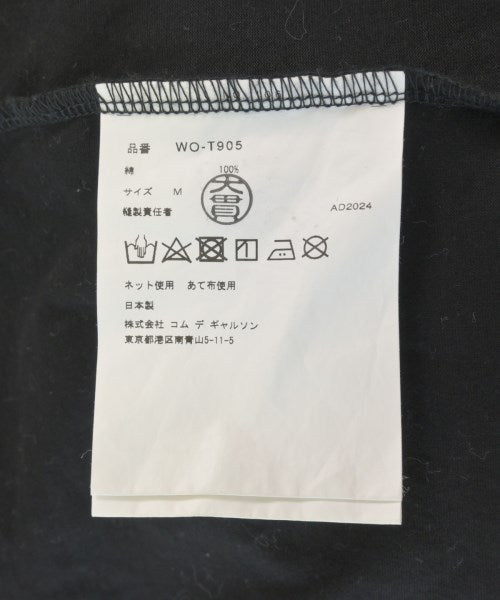 品番 WO-T905
綿 100%
サイズ M
大貫
縫製責任者 AD2024
ネット使用 あて布使用
日本製
株式会社 コム デ ギャルソン
東京都港区南青山5-11-5